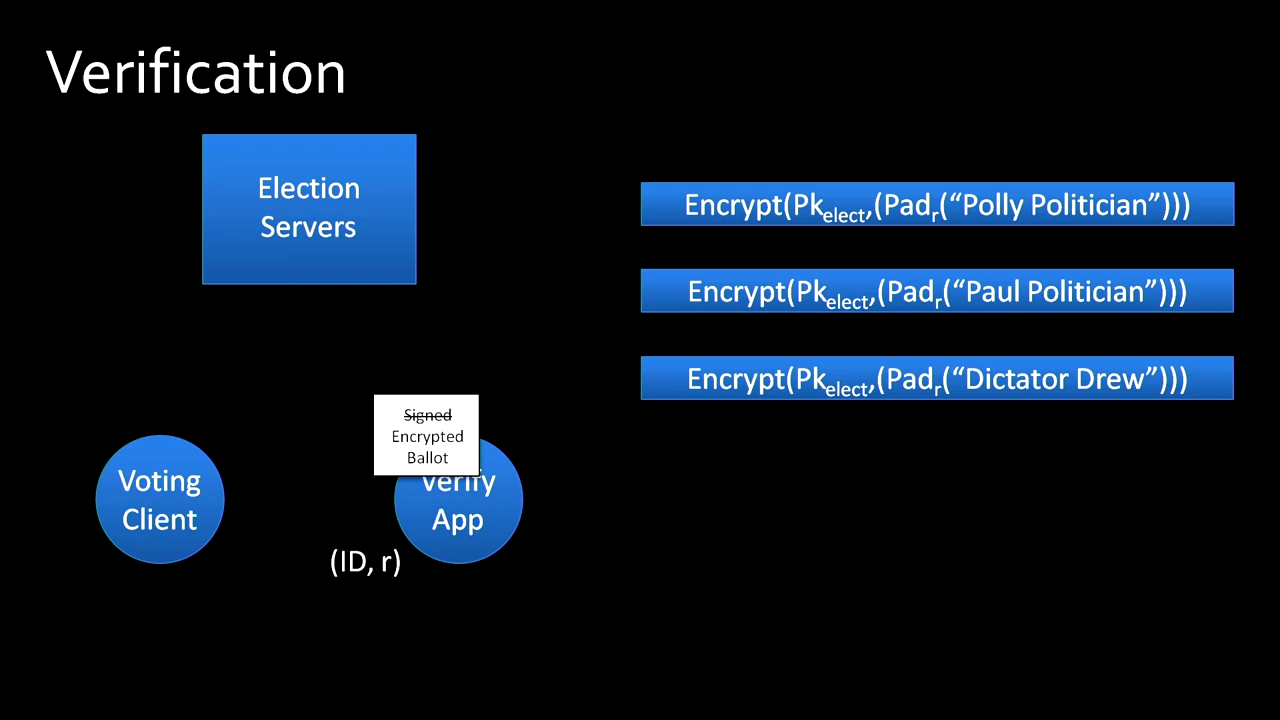 Verification
Election
Servers
Encrypt(Pkelect,(Padr(“Polly Politician”)))
Encrypt(Pkelect,(Padr(“Paul Politician”)))
Encrypt(Pkelect,(Padr(“Dictator Drew”)))
Signed
Encrypted
Ballot
Voting
Client
Verify
App
(ID, r)